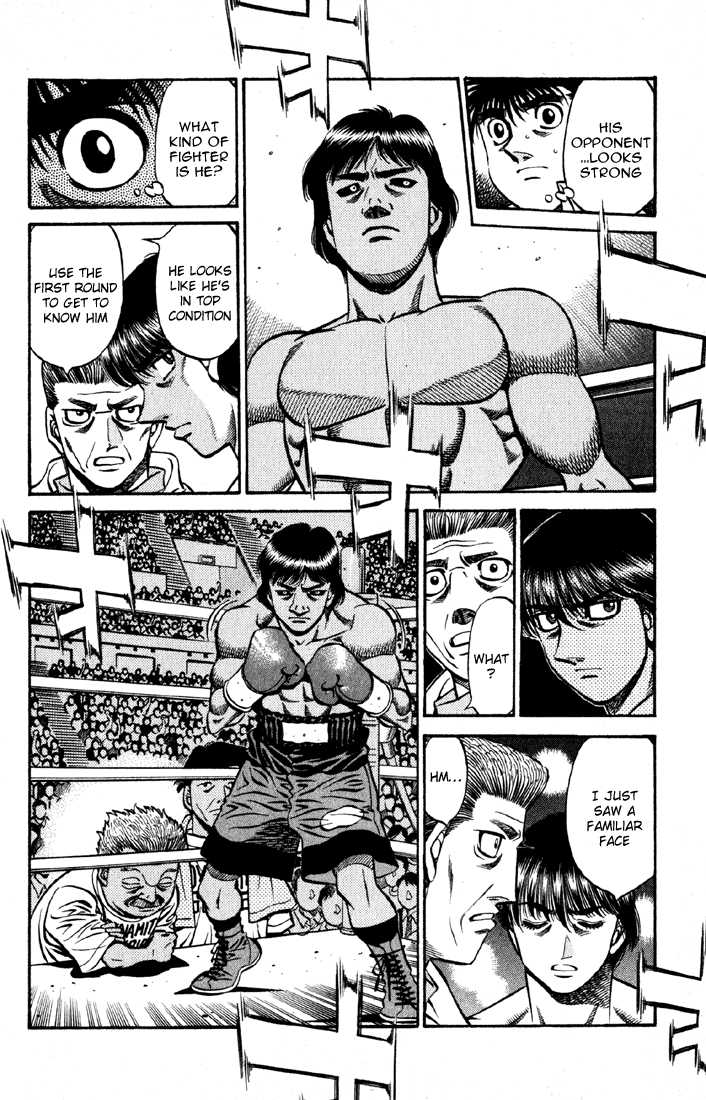 HIS
OPPONENT
...LOOKS
STRONG
WHAT
KIND OF
FIGHTER
IS HE?
HE LOOKS
LIKE HE'S
IN TOP
CONDITION
USE THE
FIRST ROUND
TO GET TO
KNOW HIM
WHAT
?
I JUST
SAW A
FAMILIAR
FACE
HM..
NAMIT